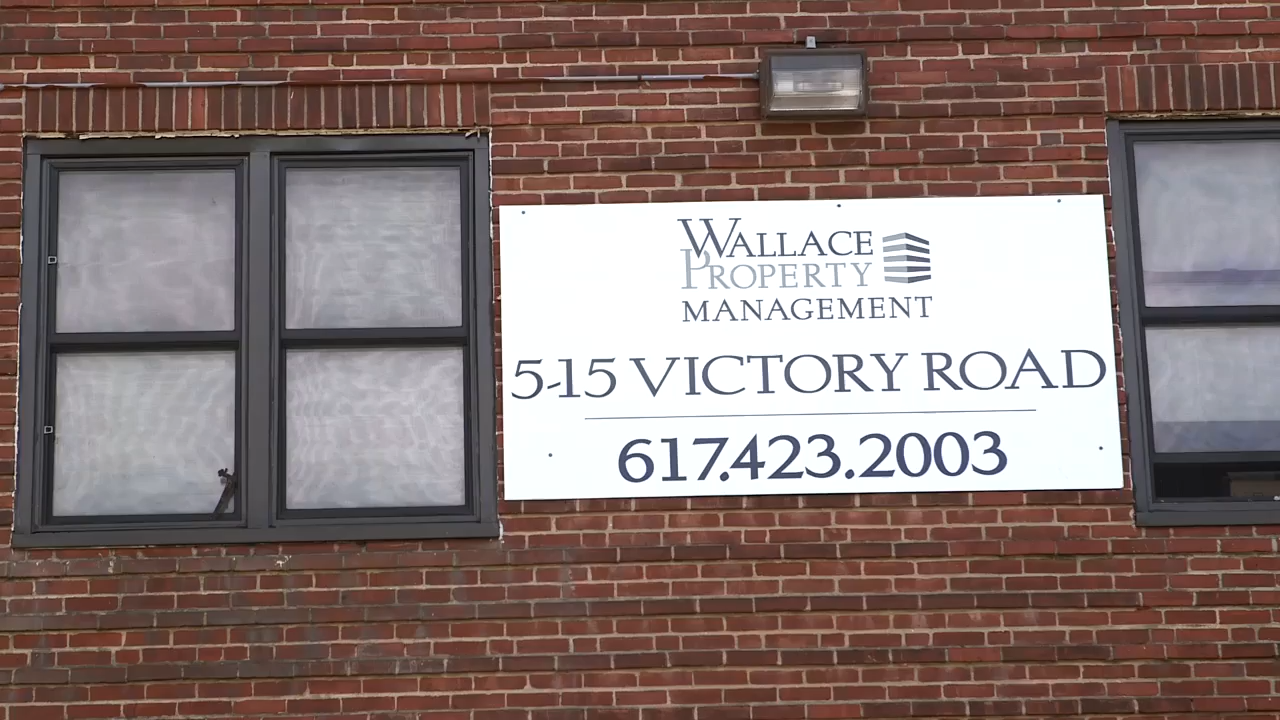 WALLACE
PROPERTY
MANAGEMENT
5-15 VICTORY ROAD
617.423.2003